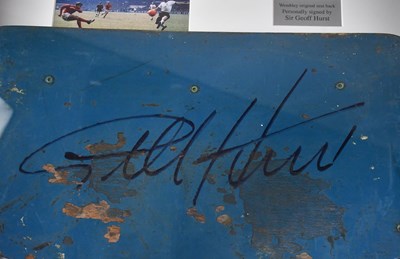 Wembley original seat back
Personally signed by
Sir Geoff Hurst
Geoff Hurst